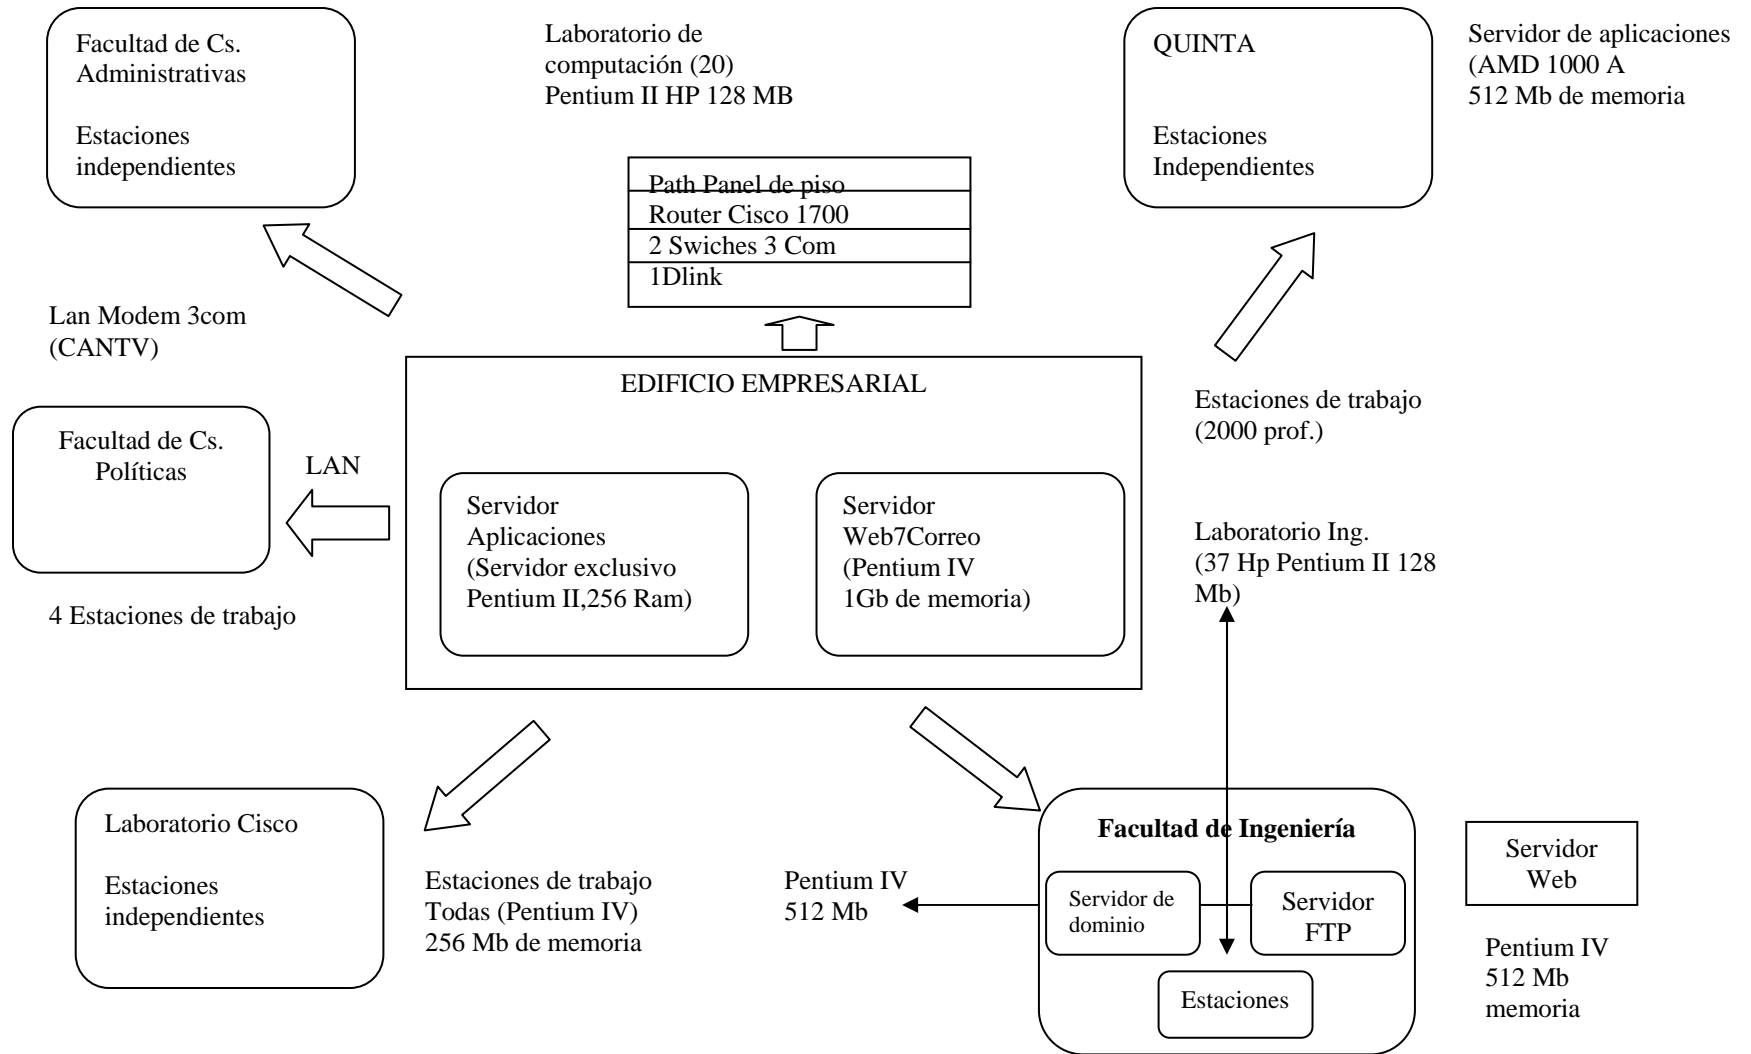 Facultad de Cs.
Administrativas
Estaciones
independientes
Laboratorio de
computación (20)
Pentium II HP 128 MB
QUINTA
Estaciones
Independientes
Servidor de aplicaciones
(AMD 1000 A
512 Mb de memoria
Path Panel de piso
Router Cisco 1700
2 Swiches 3 Com
1Dlink
Lan Modem 3com
(CANTV)
EDIFICIO EMPRESARIAL
Estaciones de trabajo
(2000 prof.)
Facultad de Cs.
Políticas
LAN
Servidor
Aplicaciones
(Servidor exclusivo
Pentium II,256 Ram)
Servidor
Web7Correo
(Pentium IV
1Gb de memoria)
Laboratorio Ing.
(37 Hp Pentium II 128
Mb)
4 Estaciones de trabajo
Laboratorio Cisco
Estaciones
independientes
Estaciones de trabajo
Todas (Pentium IV)
256 Mb de memoria
Pentium IV
512 Mb
Facultad de Ingeniería
Servidor de
dominio
Servidor
FTP
Estaciones
Servidor
Web
Pentium IV
512 Mb
memoria